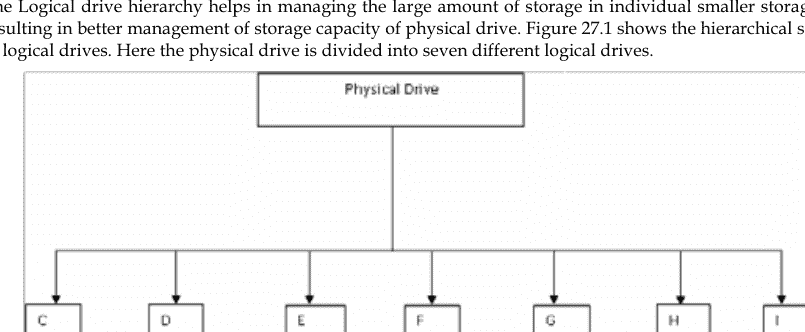 ne Logical drive hierarchy helps in managing the large amount of storage in individual smaller storag
sulting in better management of storage capacity of physical drive. Figure 27.1 shows the hierarchical s
logical drives. Here the physical drive is divided into seven different logical drives.
Physical Drive
C D E F G H I